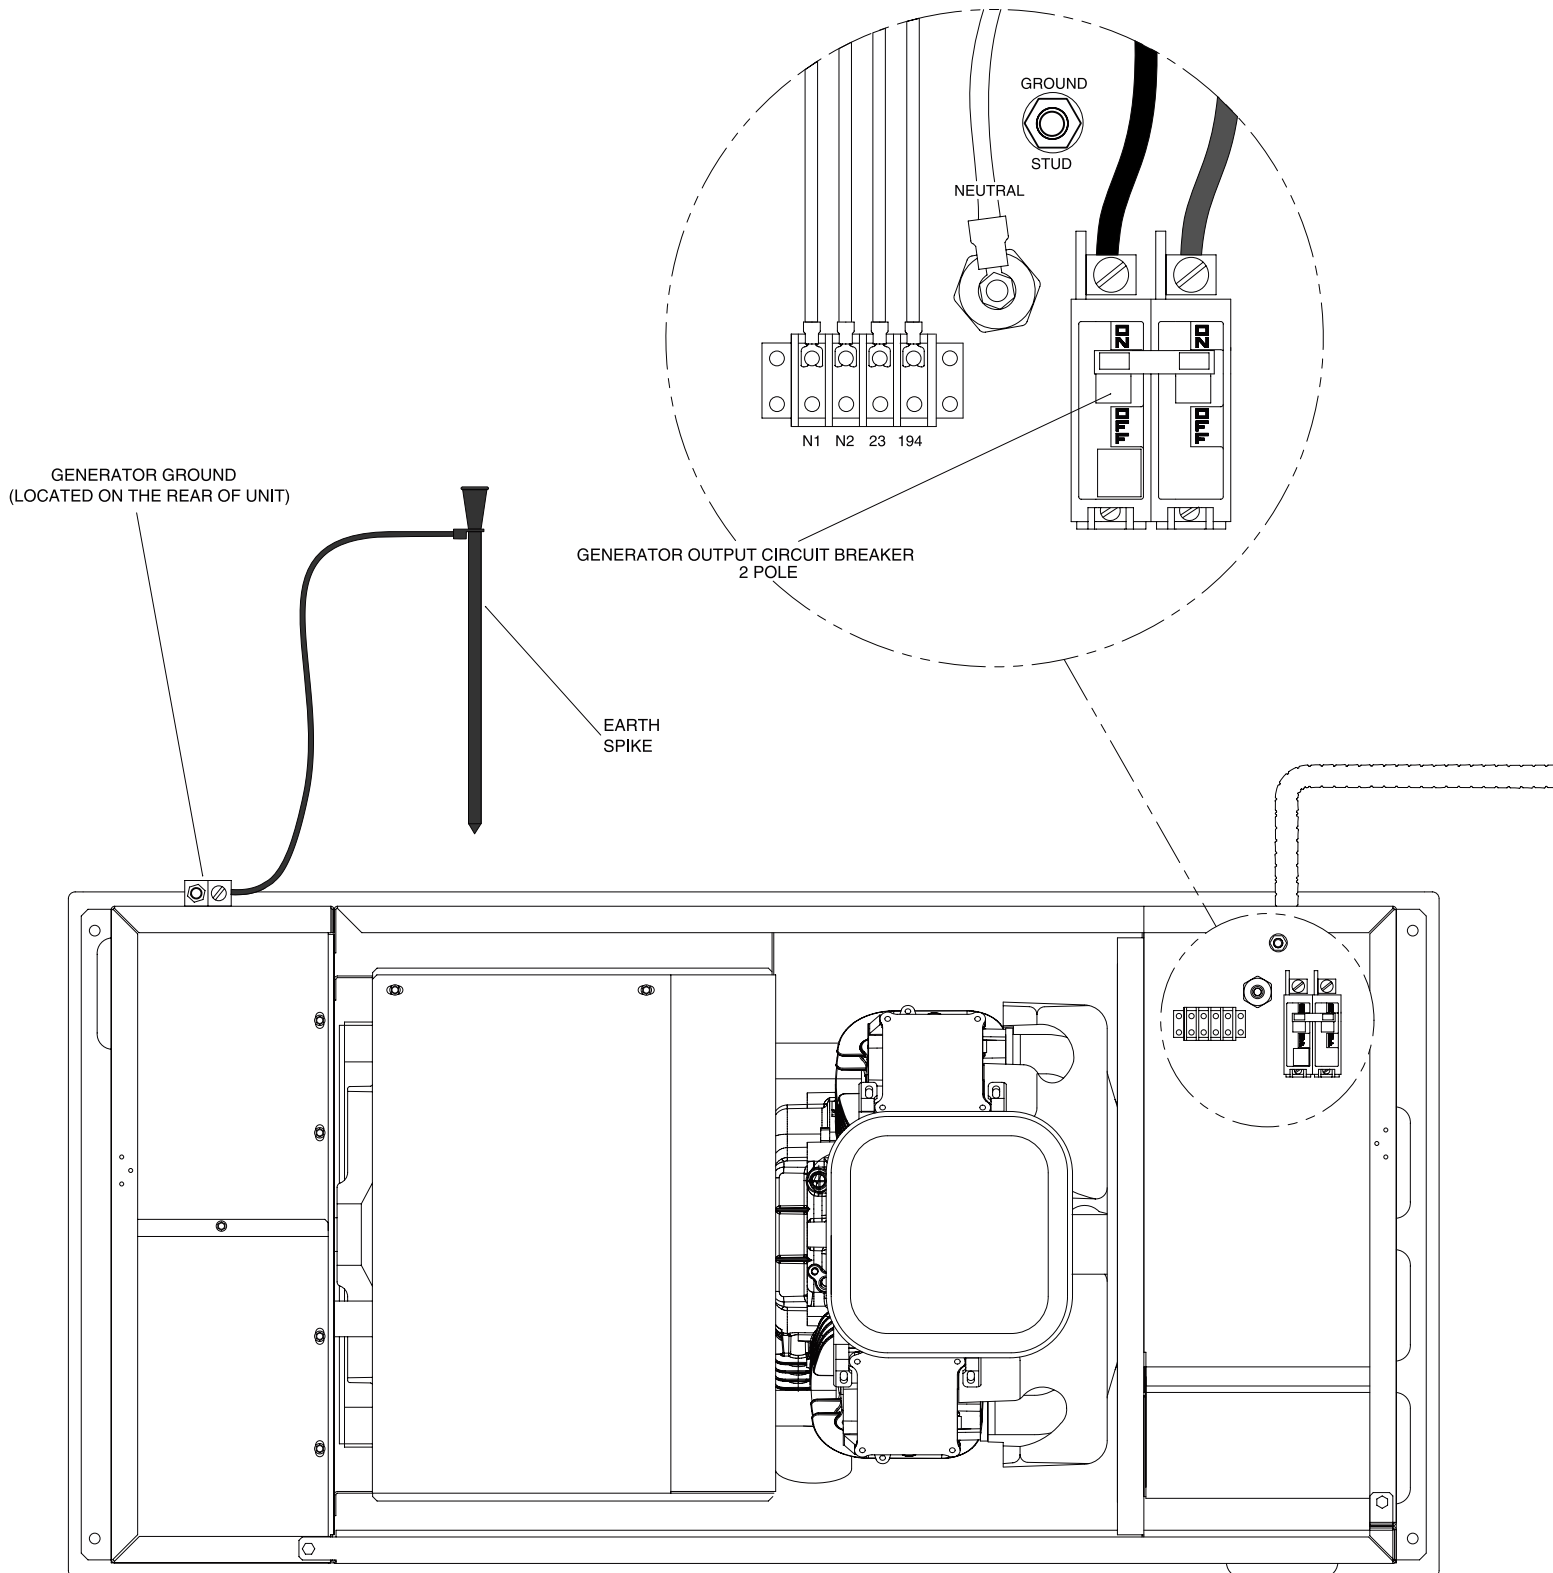 GROUND
STUD
NEUTRAL
ON
ON
OFF
OFF
N1 N2 23 194
GENERATOR GROUND
(LOCATED ON THE REAR OF UNIT)
GENERATOR OUTPUT CIRCUIT BREAKER
2 POLE
EARTH
SPIKE